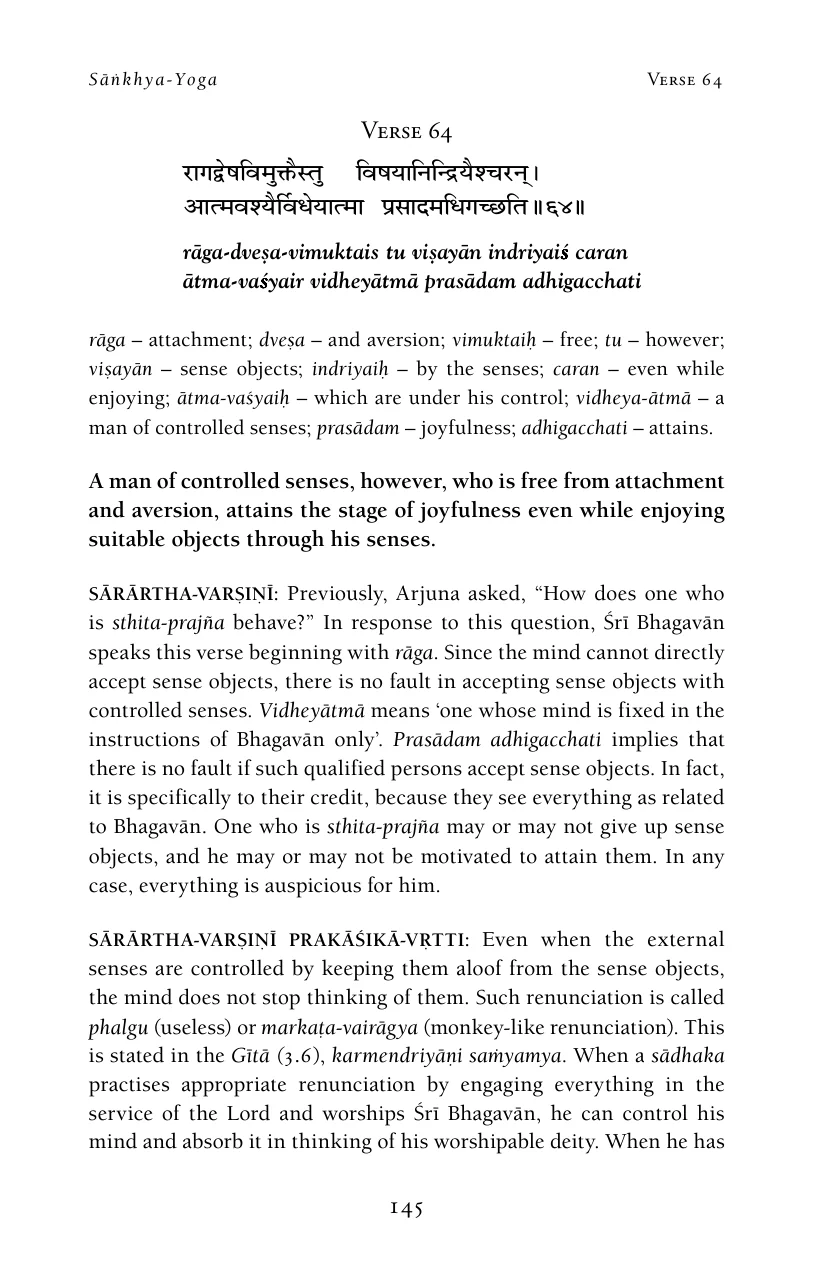 Sāṅkhya-Yoga
Verse 64
Verse 64
रागद्वेषविमुक्तैस्तु विषयानिन्द्रियैश्चरन्।
आत्मवश्यैर्विधेयात्मा प्रसादमधिगच्छति॥६४॥
rāga-dveṣa-vimuktais tu viṣayān indriyaiś caran
ātma-vaśyair vidheyātmā prasādam adhigacchati
rāga – attachment; dveṣa – and aversion; vimuktaiḥ – free; tu – however;
viṣayān – sense objects; indriyaiḥ – by the senses; caran – even while
enjoying; ātma-vaśyaiḥ – which are under his control; vidheya-ātmā – a
man of controlled senses; prasādam – joyfulness; adhigacchati – attains.
A man of controlled senses, however, who is free from attachment
and aversion, attains the stage of joyfulness even while enjoying
suitable objects through his senses.
SĀRĀRTHA-VARṢIṆĪ: Previously, Arjuna asked, “How does one who
is sthita-prajña behave?” In response to this question, Śrī Bhagavān
speaks this verse beginning with rāga. Since the mind cannot directly
accept sense objects, there is no fault in accepting sense objects with
controlled senses. Vidheyātmā means ‘one whose mind is fixed in the
instructions of Bhagavān only’. Prasādam adhigacchati implies that
there is no fault if such qualified persons accept sense objects. In fact,
it is specifically to their credit, because they see everything as related
to Bhagavān. One who is sthita-prajña may or may not give up sense
objects, and he may or may not be motivated to attain them. In any
case, everything is auspicious for him.
SĀRĀRTHA-VARṢIṆĪ PRAKĀŚIKĀ-VṚTTI: Even when the external
senses are controlled by keeping them aloof from the sense objects,
the mind does not stop thinking of them. Such renunciation is called
phalgu (useless) or markaṭa-vairāgya (monkey-like renunciation). This
is stated in the Gītā (3.6), karmendriyāṇi saṁyamya. When a sādhaka
practises appropriate renunciation by engaging everything in the
service of the Lord and worships Śrī Bhagavān, he can control his
mind and absorb it in thinking of his worshipable deity. When he has
145